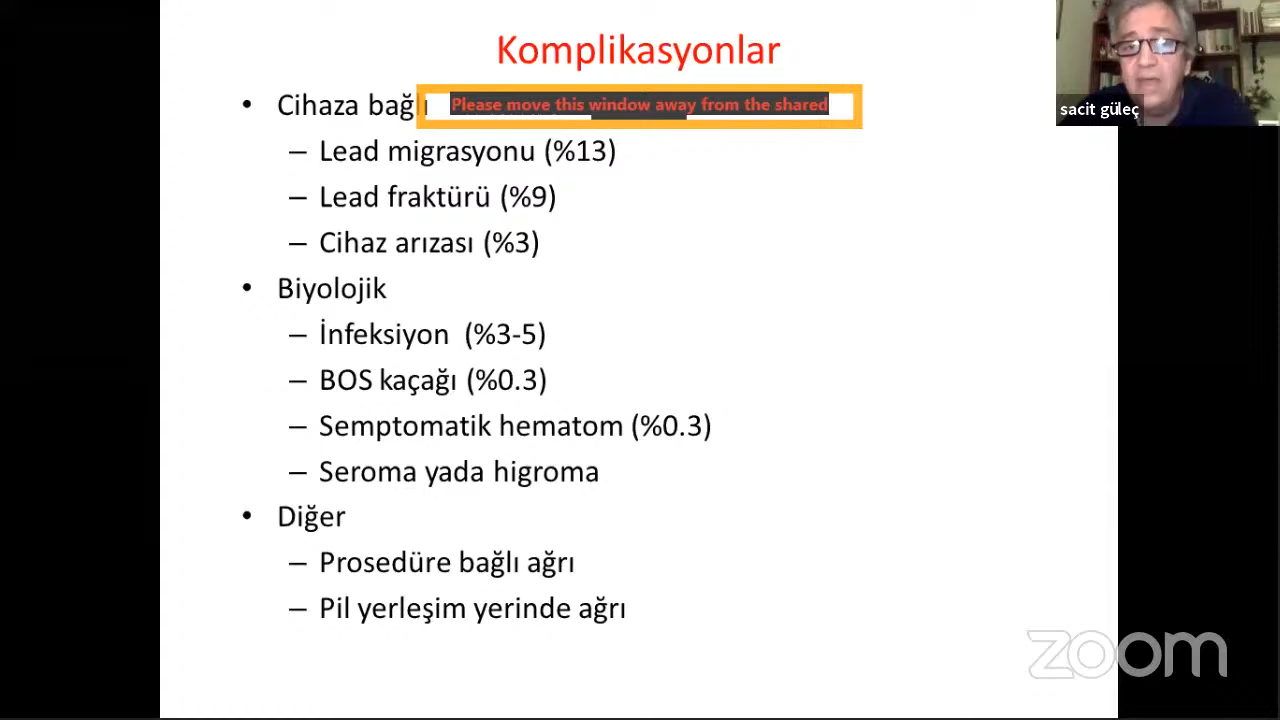 Komplikasyonlar
• Cihaza bağlı
Please move this window away from the shared
– Lead migrasyonu (%13)
– Lead fraktürü (%9)
– Cihaz arızası (%3)
• Biyolojik
– İnfeksiyon (%3-5)
– BOS kaçağı (%0.3)
– Semptomatik hematom (%0.3)
– Seroma yada higroma
• Diğer
– Prosedüre bağlı ağrı
– Pil yerleşim yerinde ağrı
sacit güleç
zoom